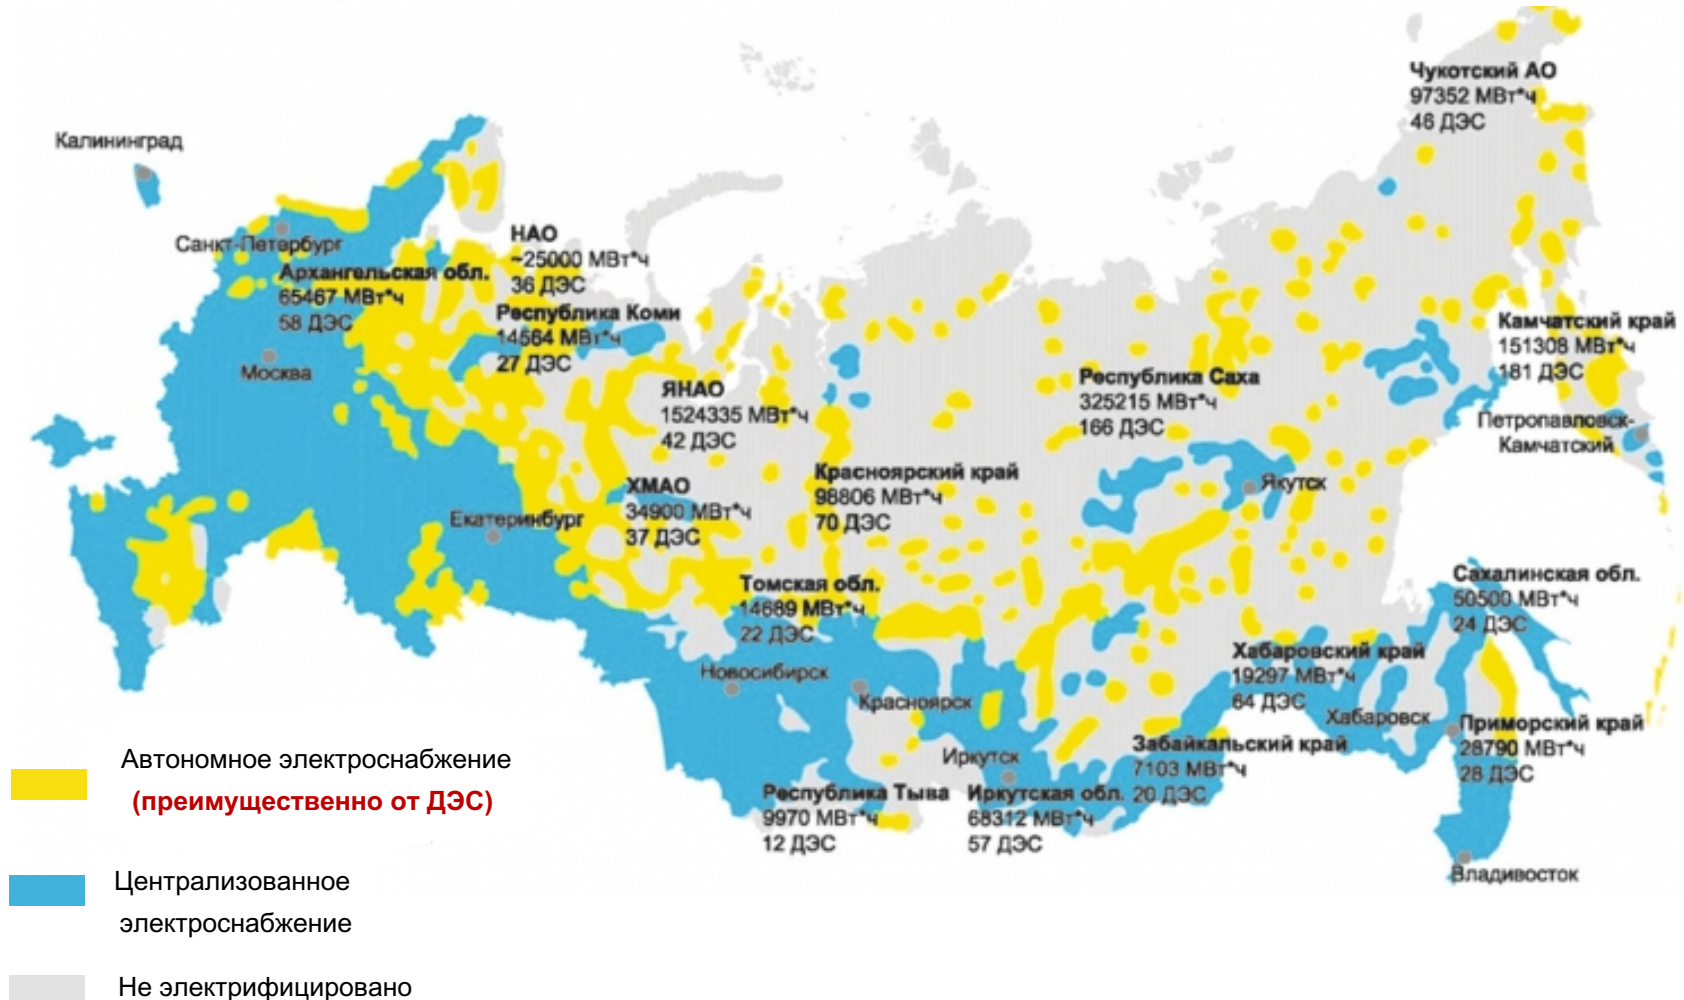 Чукотский АО
97352 МВт*ч
46 ДЭС
Калининград
Санкт-Петербург
НАО
~25000 МВт*ч
36 ДЭС
Архангельская обл.
65467 МВт*ч
58 ДЭС
Республика Коми
14564 МВт*ч
27 ДЭС
Москва
Камчатский край
151308 МВт*ч
181 ДЭС
Петропавловск-
Камчатский
ЯНАО
1524335 МВт*ч
42 ДЭС
Республика Саха
325215 МВт*ч
166 ДЭС
Красноярский край
98806 МВт*ч
70 ДЭС
Якутск
ХМАО
34900 МВт*ч
37 ДЭС
Екатеринбург
Томская обл.
14689 МВт*ч
22 ДЭС
Сахалинская обл.
50500 МВт*ч
24 ДЭС
Новосибирск
Красноярск
Хабаровский край
19297 МВт*ч
64 ДЭС
Хабаровск
Приморский край
28790 МВт*ч
28 ДЭС
Иркутск
Забайкальский край
7103 МВт*ч
20 ДЭС
Республика Тыва
9970 МВт*ч
12 ДЭС
Иркутская обл.
68312 МВт*ч
57 ДЭС
Владивосток
Автономное электроснабжение
(преимущественно от ДЭС)
Централизованное
электроснабжение
Не электрифицировано